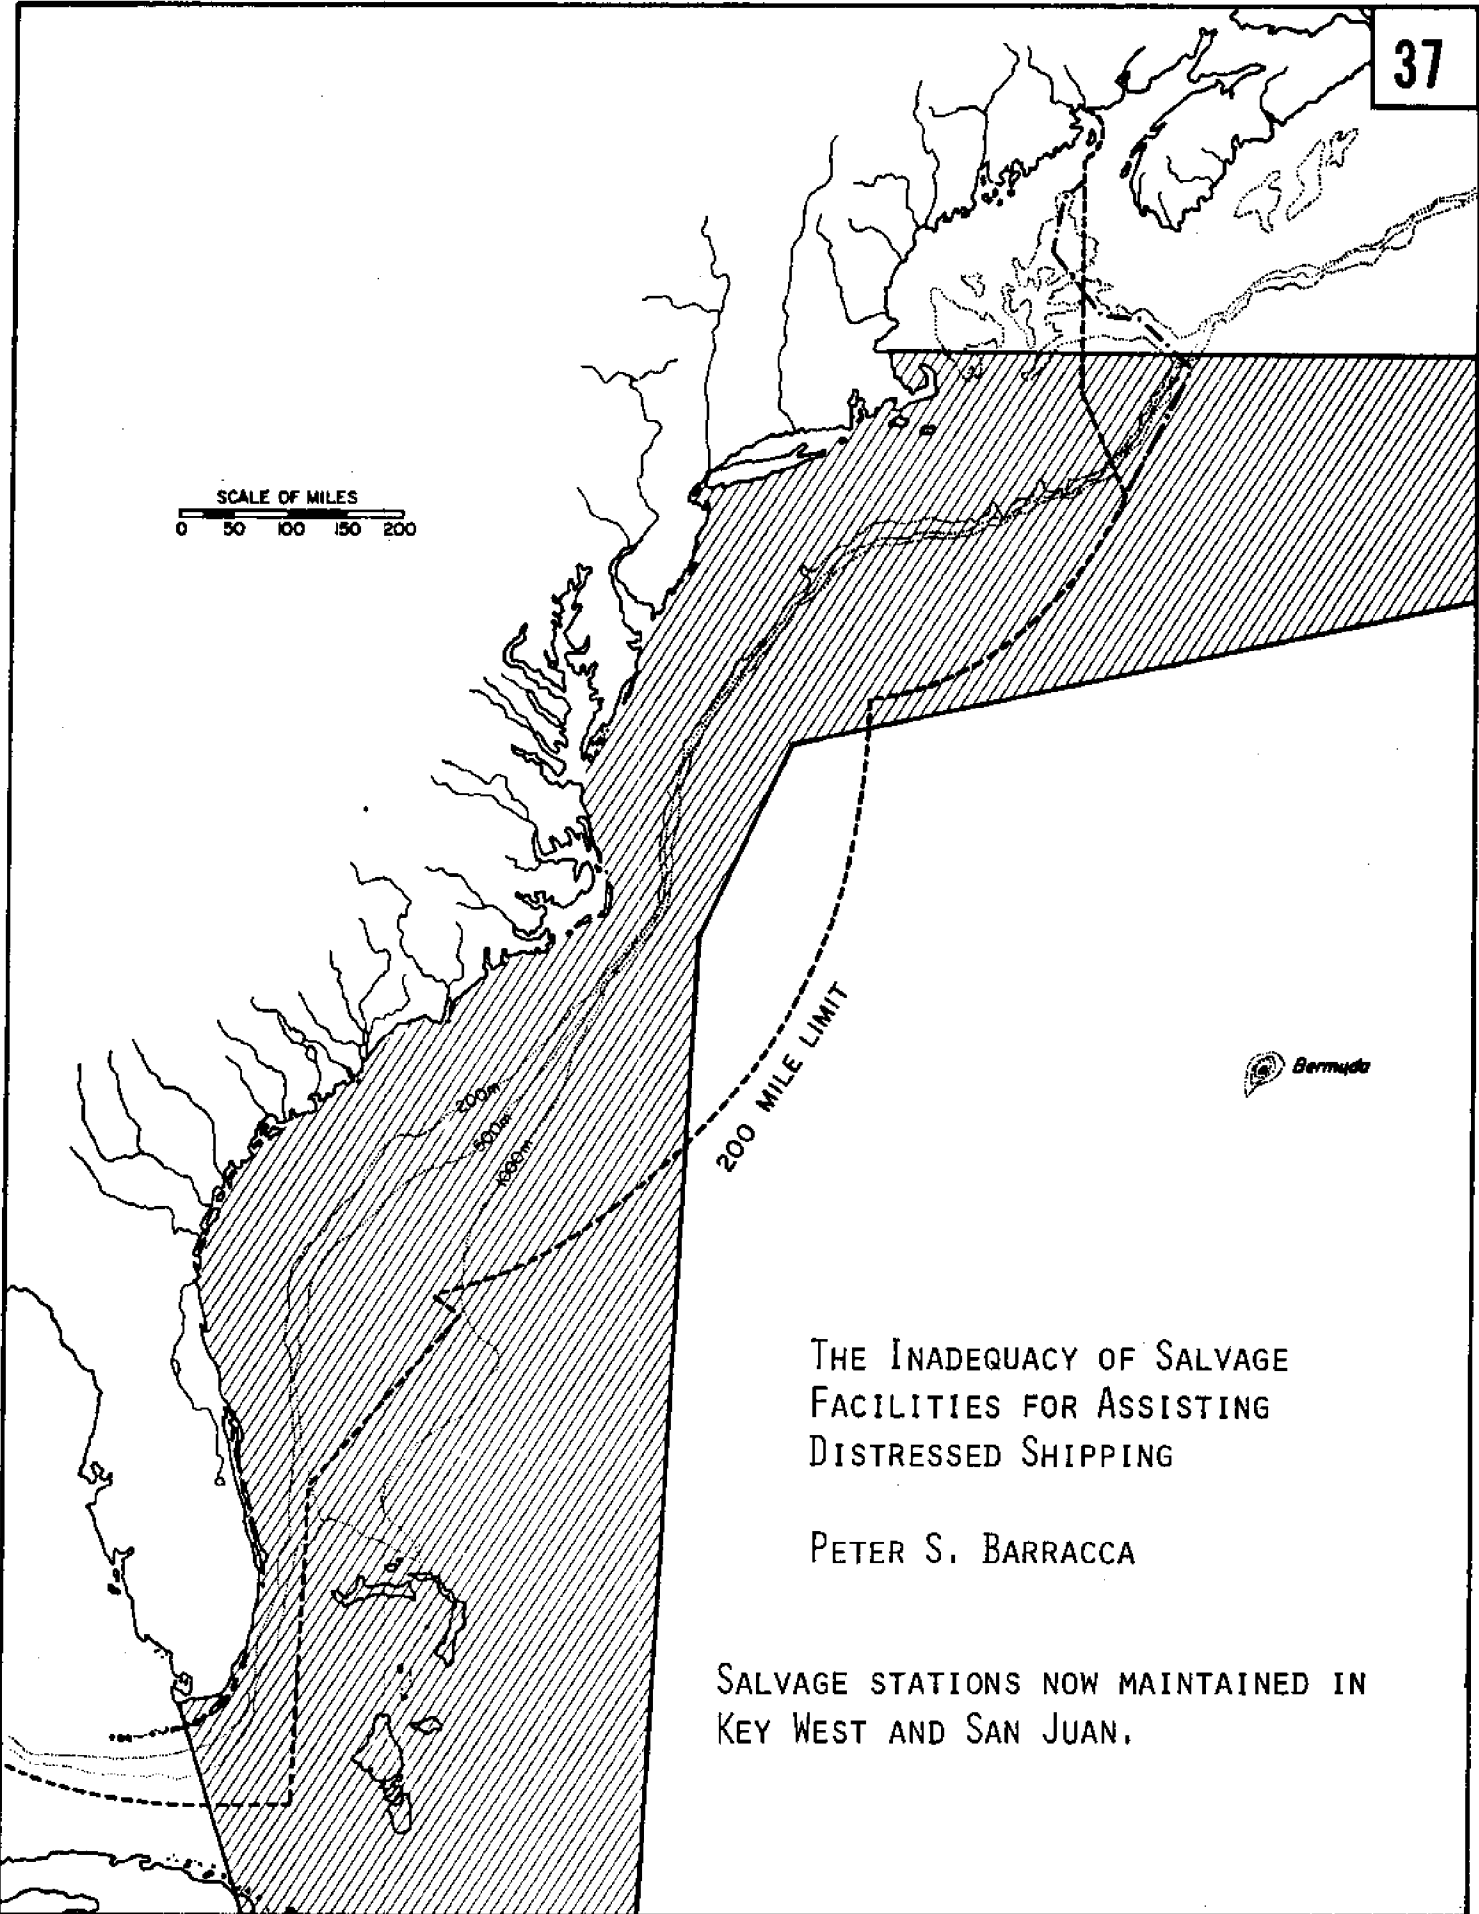 37
SCALE OF MILES
0 50 100 150 200
200 MILE LIMIT
Bermuda
200m
500m
1000m
THE INADEQUACY OF SALVAGE
FACILITIES FOR ASSISTING
DISTRESSED SHIPPING
PETER S. BARRACCA
SALVAGE STATIONS NOW MAINTAINED IN
KEY WEST AND SAN JUAN.